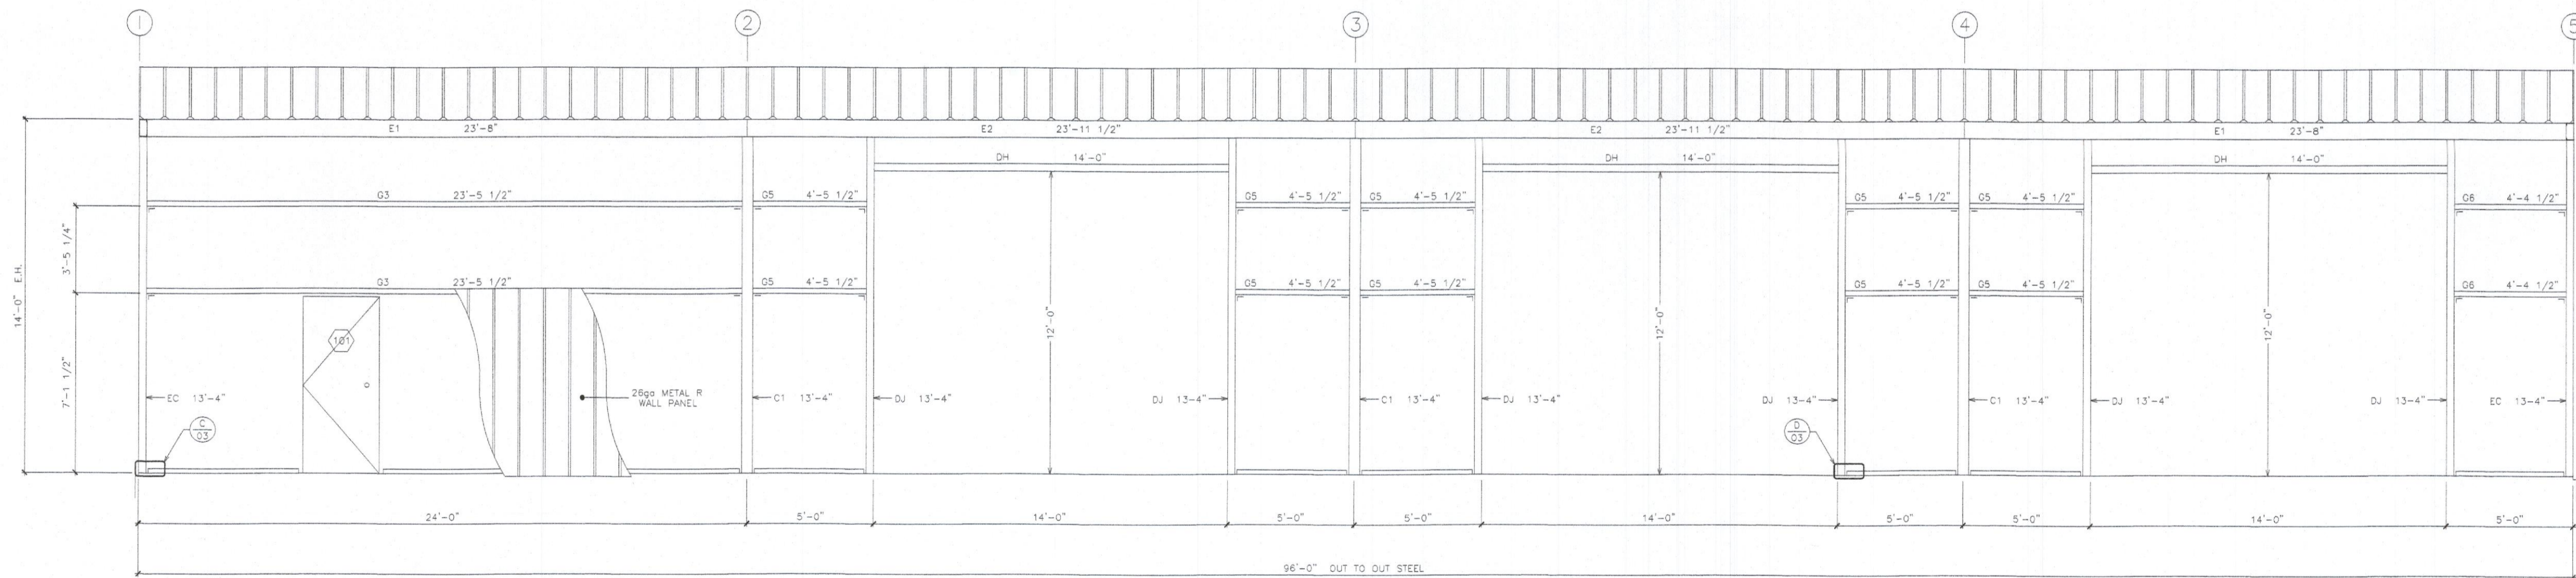 1 2 3 4 5
E1 23'-8" E2 23'-11 1/2" E2 23'-11 1/2" E1 23'-8"
DH 14'-0" DH 14'-0" DH 14'-0"
G3 23'-5 1/2" G5 4'-5 1/2" G5 4'-5 1/2" G5 4'-5 1/2" G5 4'-5 1/2" G5 4'-5 1/2" G6 4'-4 1/2"
14'-0" E.H.
3'-5 1/4"
7'-1 1/2"
G3 23'-5 1/2" G5 4'-5 1/2" G5 4'-5 1/2" G5 4'-5 1/2" G5 4'-5 1/2" G5 4'-5 1/2" G6 4'-4 1/2"
12'-0" 12'-0" 12'-0"
101
26ga METAL R
WALL PANEL
EC 13'-4" C1 13'-4" DJ 13'-4" DJ 13-4" C1 13'-4" DJ 13'-4" DJ 13-4" C1 13'-4" DJ 13'-4" DJ 13-4" EC 13-4"
C
03
D
03
24'-0" 5'-0" 14'-0" 5'-0" 5'-0" 14'-0" 5'-0" 5'-0" 14'-0" 5'-0"
96'-0" OUT TO OUT STEEL